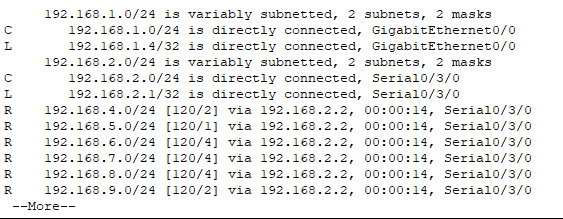 192.168.1.0/24 is variably subnetted, 2 subnets, 2 masks
C 192.168.1.0/24 is directly connected, GigabitEthernet0/0
L 192.168.1.4/32 is directly connected, GigabitEthernet0/0
192.168.2.0/24 is variably subnetted, 2 subnets, 2 masks
C 192.168.2.0/24 is directly connected, Serial0/3/0
L 192.168.2.1/32 is directly connected, Serial0/3/0
R 192.168.4.0/24 [120/2] via 192.168.2.2, 00:00:14, Serial0/3/0
R 192.168.5.0/24 [120/1] via 192.168.2.2, 00:00:14, Serial0/3/0
R 192.168.6.0/24 [120/4] via 192.168.2.2, 00:00:14, Serial0/3/0
R 192.168.7.0/24 [120/4] via 192.168.2.2, 00:00:14, Serial0/3/0
R 192.168.8.0/24 [120/4] via 192.168.2.2, 00:00:14, Serial0/3/0
R 192.168.9.0/24 [120/2] via 192.168.2.2, 00:00:14, Serial0/3/0
--More--